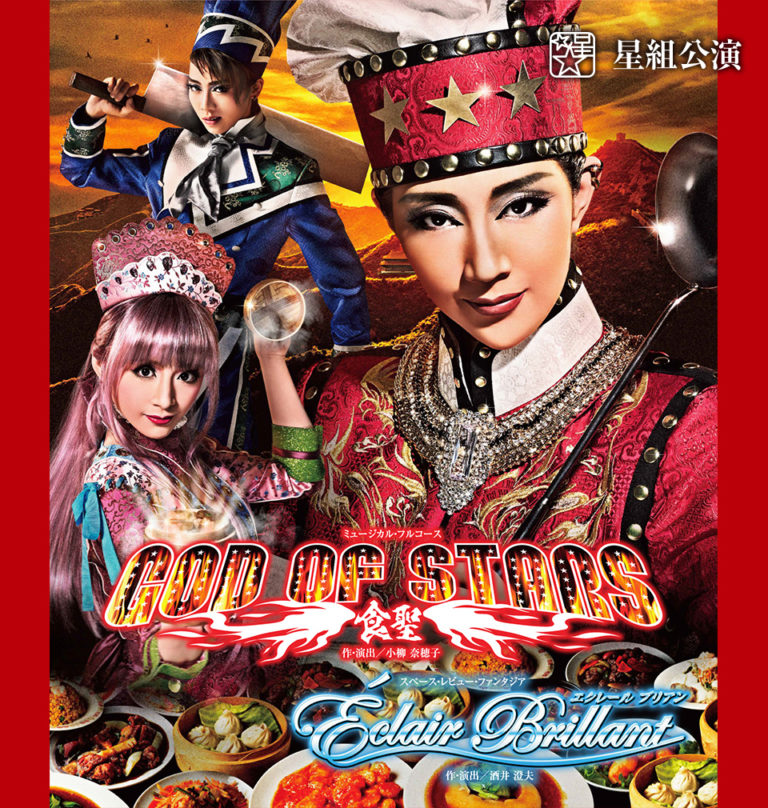 星
星組公演
ミュージカル・フルコース
GOD OF STARS
食聖
作・演出／小柳 奈穂子
スペース・レビュー・ファンタジア
エクレール ブリアン
Éclair Brillant
作・演出／酒井 澄夫